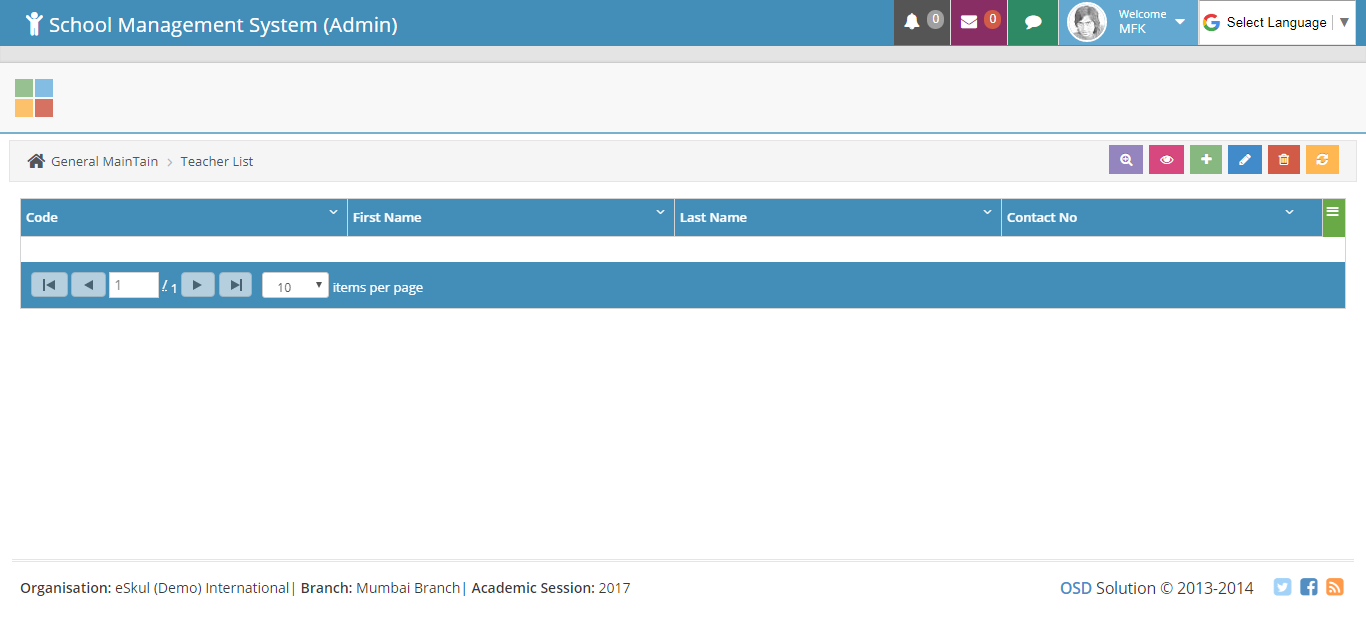 School Management System (Admin)
0
0
Welcome
MFK
Select Language
General MainTain
Teacher List
Code
First Name
Last Name
Contact No
1 / 1
10
items per page
Organisation: eSkul (Demo) International| Branch: Mumbai Branch| Academic Session: 2017
OSD Solution © 2013-2014